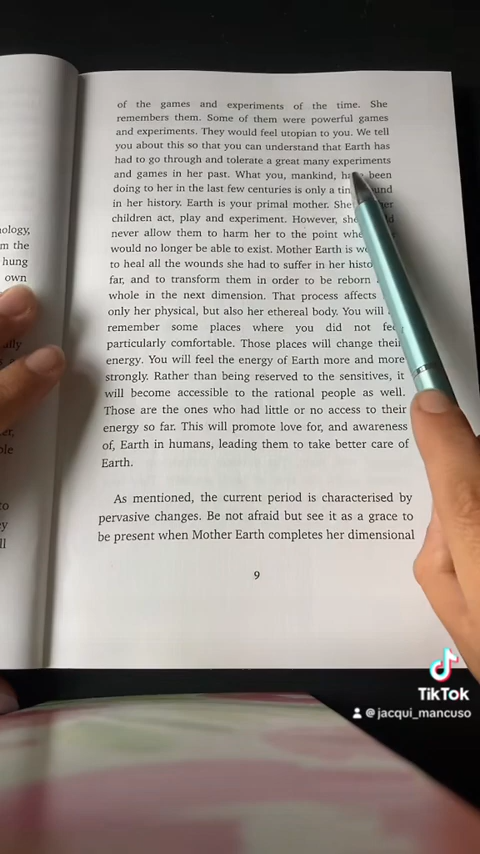 of the games and experiments of the time. She
remembers them. Some of them were powerful games
and experiments. They would feel utopian to you. We tell
you about this so that you can understand that Earth has
had to go through and tolerate a great many experiments
and games in her past. What you, mankind, have been
doing to her in the last few centuries is only a
in her history. Earth is your primal mother. She
children act, play and experiment. However, she
never allow them to harm her to the point
would no longer be able to exist. Mother Earth is
to heal all the wounds she had to suffer in her
far, and to transform them in order to be reborn
whole in the next dimension. That process affects
only her physical, but also her ethereal body. You will
remember some places where you did not
particularly comfortable. Those places will change their
energy. You will feel the energy of Earth more and more
strongly. Rather than being reserved to the sensitives, it
will become accessible to the rational people as well.
Those are the ones who had little or no access to their
energy so far. This will promote love for, and awareness
of, Earth in humans, leading them to take better care of
Earth.
As mentioned, the current period is characterised by
pervasive changes. Be not afraid but see it as a grace to
be present when Mother Earth completes her dimensional
9
m the
hung
own
to
TikTok
@jacqui_mancuso